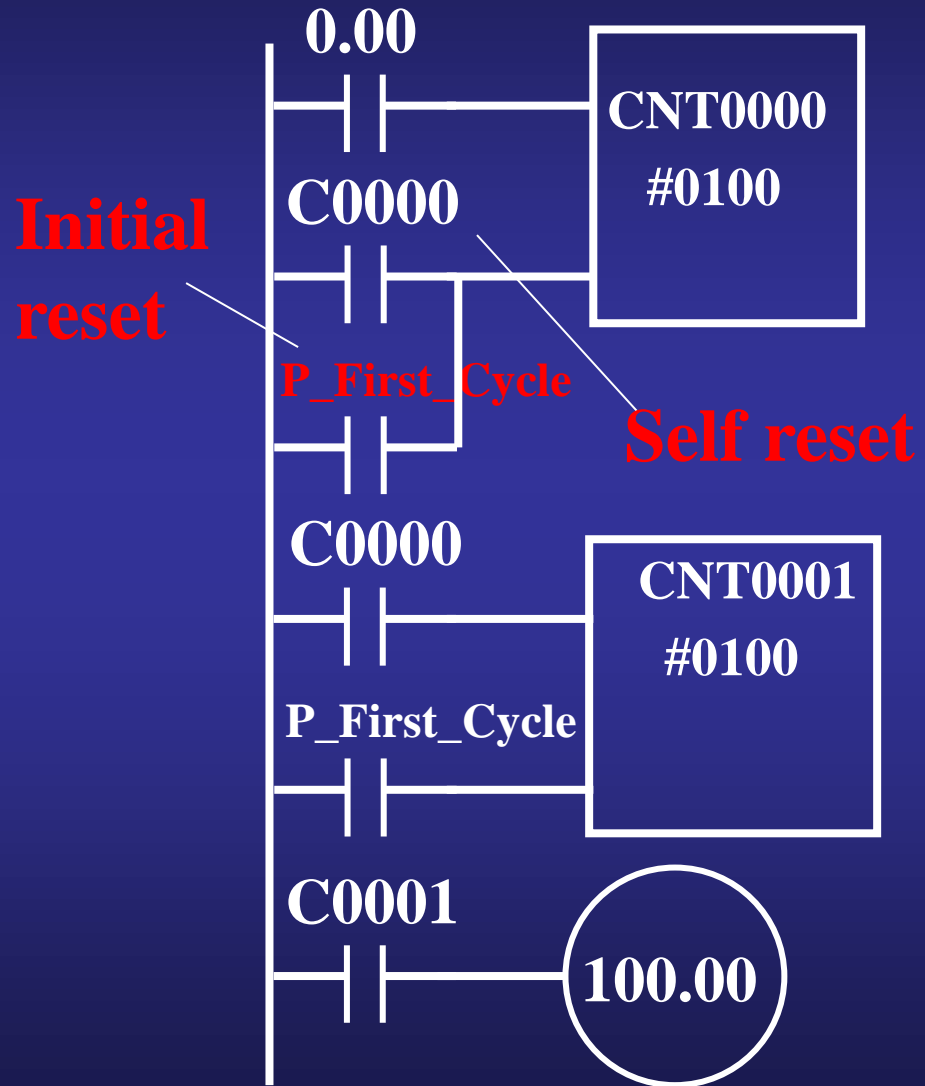 0.00
CNT0000
#0100
C0000
Initial
reset
P_First_Cycle
Self reset
C0000
CNT0001
#0100
P_First_Cycle
C0001
100.00